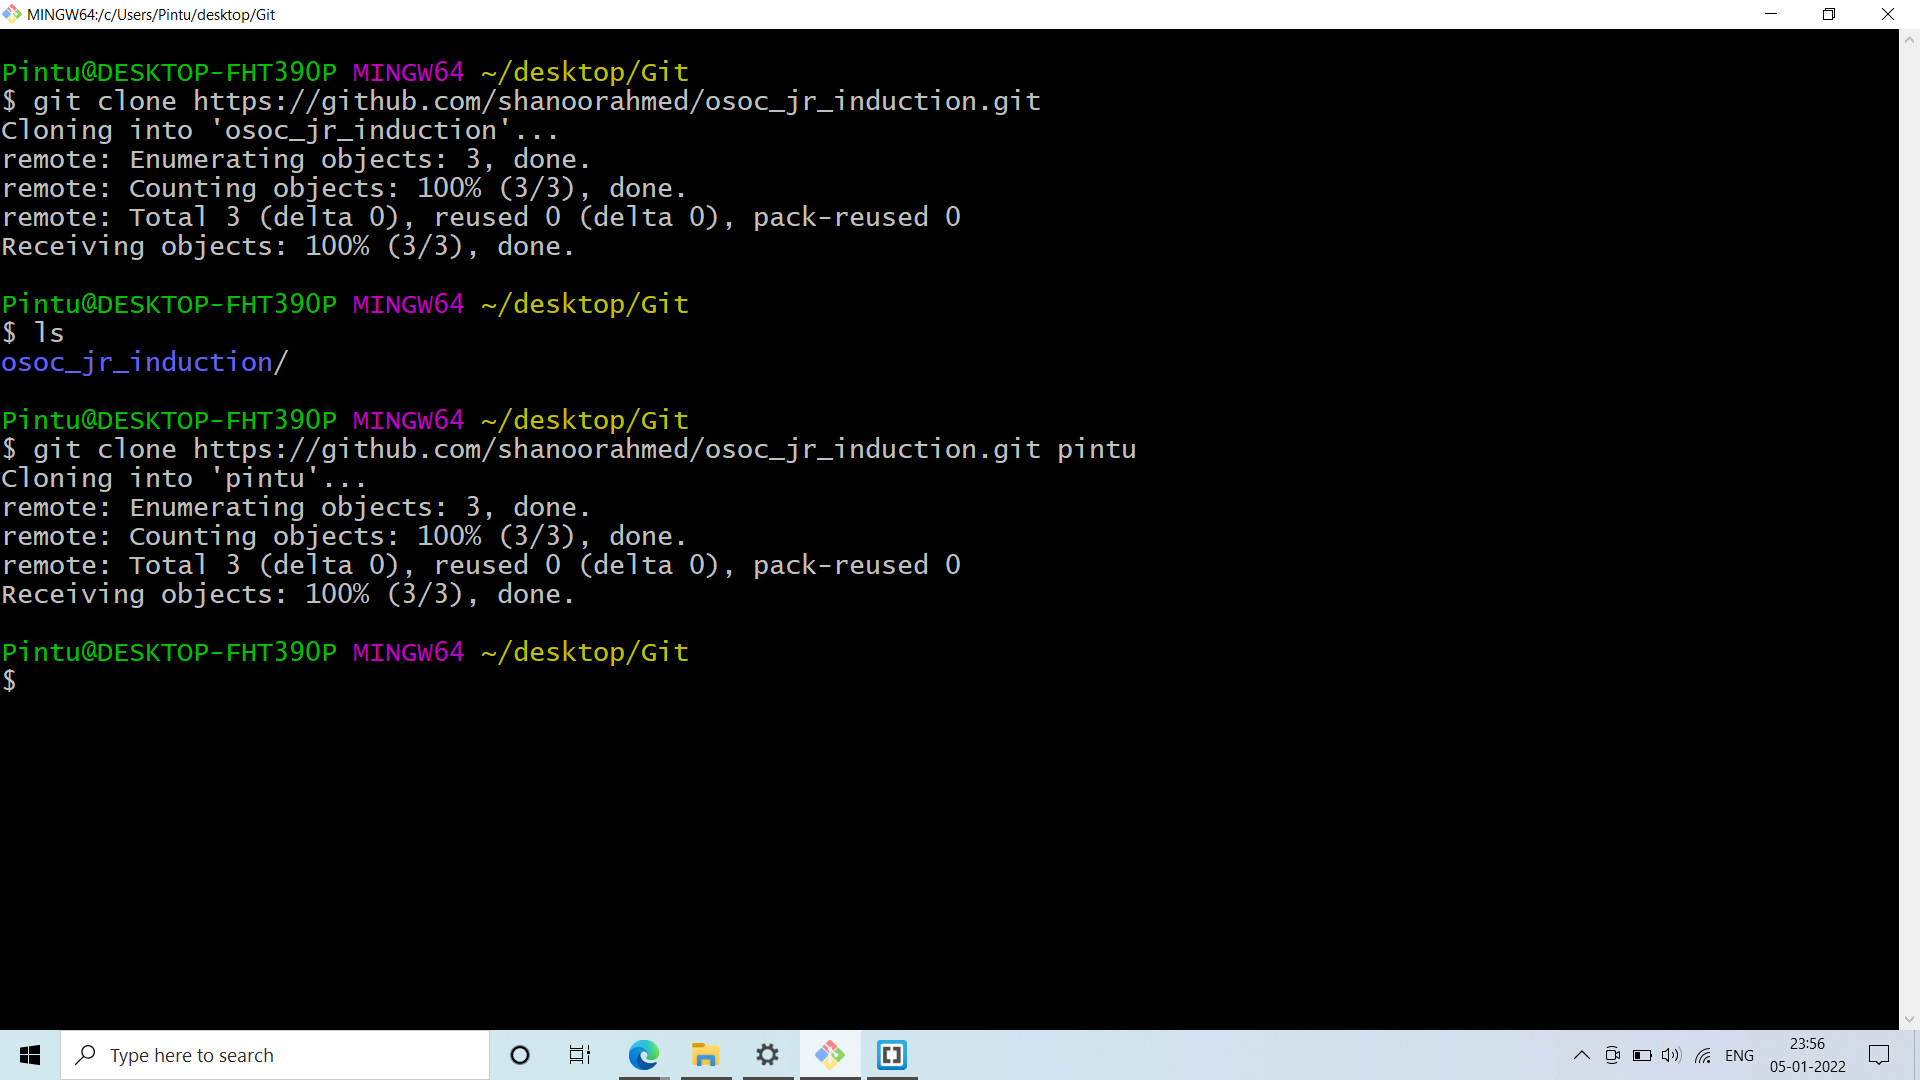 MINGW64:/c/Users/Pintu/desktop/Git
Pintu@DESKTOP-FHT390P MINGW64 ~/desktop/Git
$ git clone https://github.com/shanoorahmed/osoc_jr_induction.git
Cloning into 'osoc_jr_induction'...
remote: Enumerating objects: 3, done.
remote: Counting objects: 100% (3/3), done.
remote: Total 3 (delta 0), reused 0 (delta 0), pack-reused 0
Receiving objects: 100% (3/3), done.
Pintu@DESKTOP-FHT390P MINGW64 ~/desktop/Git
$ ls
osoc_jr_induction/
Pintu@DESKTOP-FHT390P MINGW64 ~/desktop/Git
$ git clone https://github.com/shanoorahmed/osoc_jr_induction.git pintu
Cloning into 'pintu'...
remote: Enumerating objects: 3, done.
remote: Counting objects: 100% (3/3), done.
remote: Total 3 (delta 0), reused 0 (delta 0), pack-reused 0
Receiving objects: 100% (3/3), done.
Pintu@DESKTOP-FHT390P MINGW64 ~/desktop/Git
$
Type here to search
ENG
23:56
05-01-2022